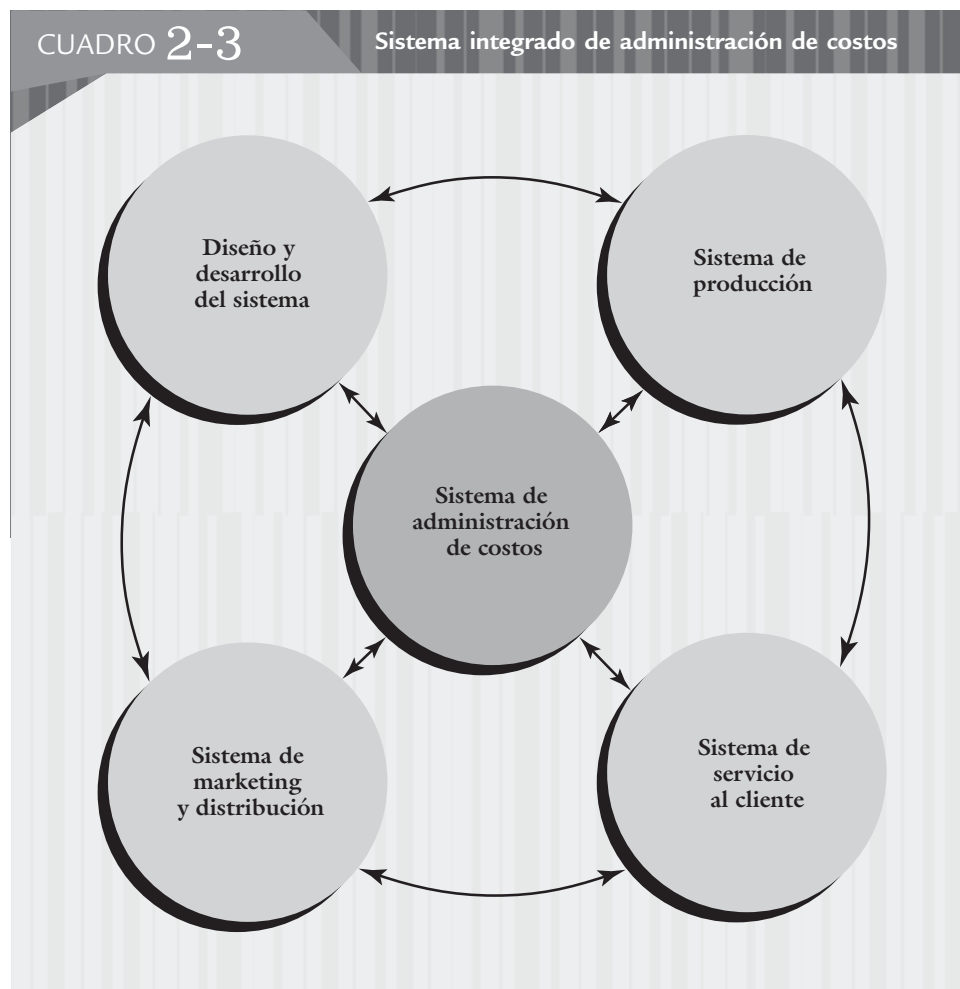 CUADRO 2-3
Sistema integrado de administración de costos
Diseño y
desarrollo
del sistema
Sistema de
producción
Sistema de
administración
de costos
Sistema de
marketing
y distribución
Sistema de
servicio
al cliente